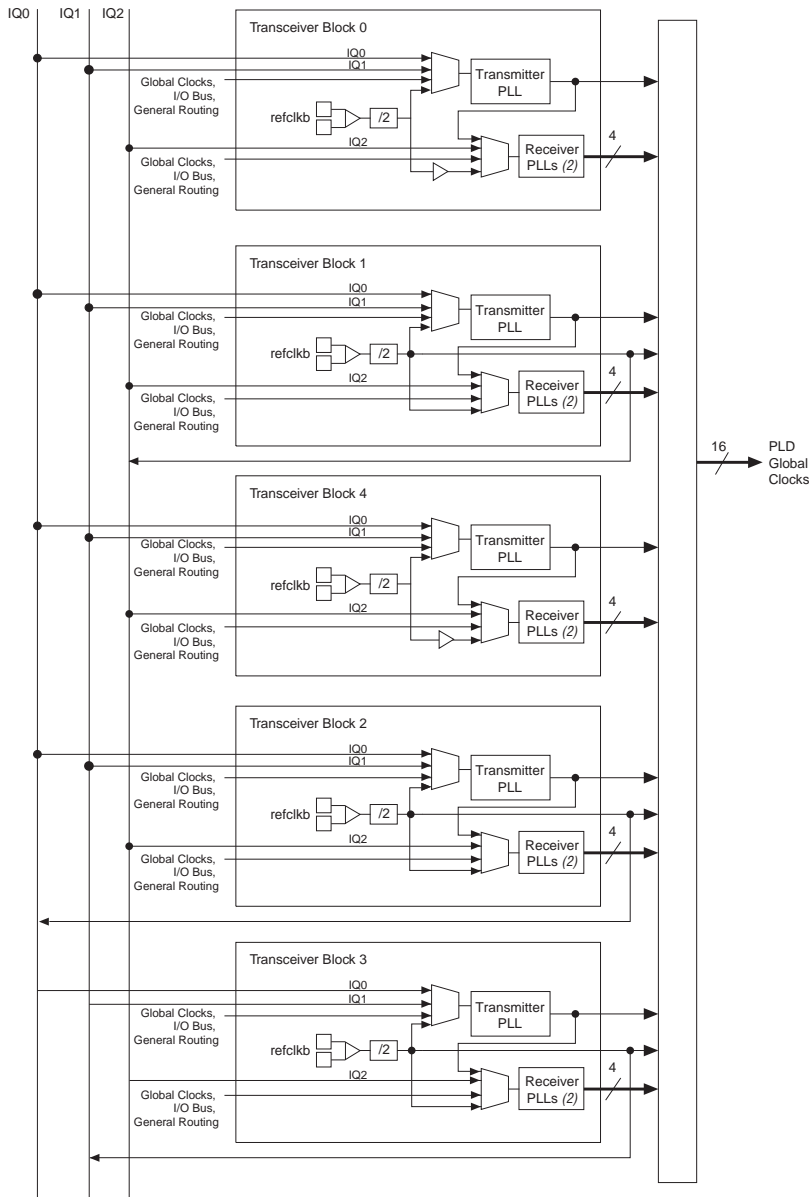 IQ0 IQ1 IQ2
Transceiver Block 0
IQ0
IQ1
Global Clocks,
I/O Bus,
General Routing
Transmitter
PLL
refclkb
/2
IQ2
Global Clocks,
I/O Bus,
General Routing
Receiver
PLLs (2)
4
Transceiver Block 1
IQ0
IQ1
Global Clocks,
I/O Bus,
General Routing
Transmitter
PLL
refclkb
/2
IQ2
Global Clocks,
I/O Bus,
General Routing
Receiver
PLLs (2)
4
16
PLD
Global
Clocks
Transceiver Block 4
IQ0
IQ1
Global Clocks,
I/O Bus,
General Routing
Transmitter
PLL
refclkb
/2
IQ2
Global Clocks,
I/O Bus,
General Routing
Receiver
PLLs (2)
4
Transceiver Block 2
IQ0
IQ1
Global Clocks,
I/O Bus,
General Routing
Transmitter
PLL
refclkb
/2
IQ2
Global Clocks,
I/O Bus,
General Routing
Receiver
PLLs (2)
4
Transceiver Block 3
IQ0
IQ1
Global Clocks,
I/O Bus,
General Routing
Transmitter
PLL
refclkb
/2
IQ2
Global Clocks,
I/O Bus,
General Routing
Receiver
PLLs (2)
4